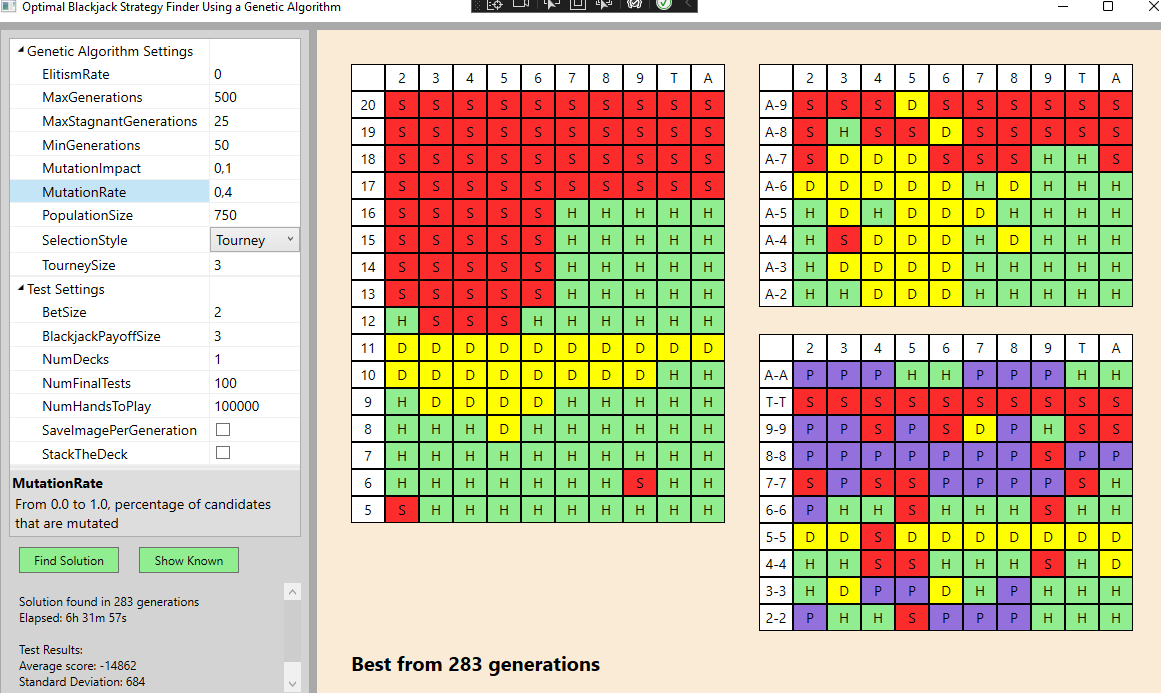 Optimal Blackjack Strategy Finder Using a Genetic Algorithm
Genetic Algorithm Settings
ElitismRate 0
MaxGenerations 500
MaxStagnantGenerations 25
MinGenerations 50
MutationImpact 0,1
MutationRate 0,4
PopulationSize 750
SelectionStyle Tourney
TourneySize 3
Test Settings
BetSize 2
BlackjackPayoffSize 3
NumDecks 1
NumFinalTests 100
NumHandsToPlay 100000
SaveImagePerGeneration
StackTheDeck
MutationRate
From 0.0 to 1.0, percentage of candidates
that are mutated
Find Solution Show Known
Solution found in 283 generations
Elapsed: 6h 31m 57s
Test Results:
Average score: -14862
Standard Deviation: 684
2 3 4 5 6 7 8 9 T A
20 S S S S S S S S S S
19 S S S S S S S S S S
18 S S S S S S S S S S
17 S S S S S S S S S S
16 S S S S S H H H H H
15 S S S S S H H H H H
14 S S S S S H H H H H
13 S S S S S H H H H H
12 H S S S H H H H H H
11 D D D D D D D D D D
10 D D D D D D D D H H
9 H D D D D H H H H H
8 H H H D H H H H H H
7 H H H H H H H H H H
6 H H H H H H H S H H
5 S H H H H H H H H H
2 3 4 5 6 7 8 9 T A
A-9 S S S D S S S S S S
A-8 S H S S D S S S S S
A-7 S D D D S S S H H S
A-6 D D D D D H D H H H
A-5 H D H D D D H H H H
A-4 H S D D D H D H H H
A-3 H D D D D H H H H H
A-2 H H D D D H H H H H
2 3 4 5 6 7 8 9 T A
A-A P P P H H P P P H H
T-T S S S S S S S S S S
9-9 P P S P S D P H S S
8-8 P P P P P P P S P P
7-7 S P S S P P P P S H
6-6 P H H S H H H S H H
5-5 D D S D D D D D D D
4-4 H H S S H H H S H D
3-3 H D P P D H P H H H
2-2 P H H S P P P H H H
Best from 283 generations